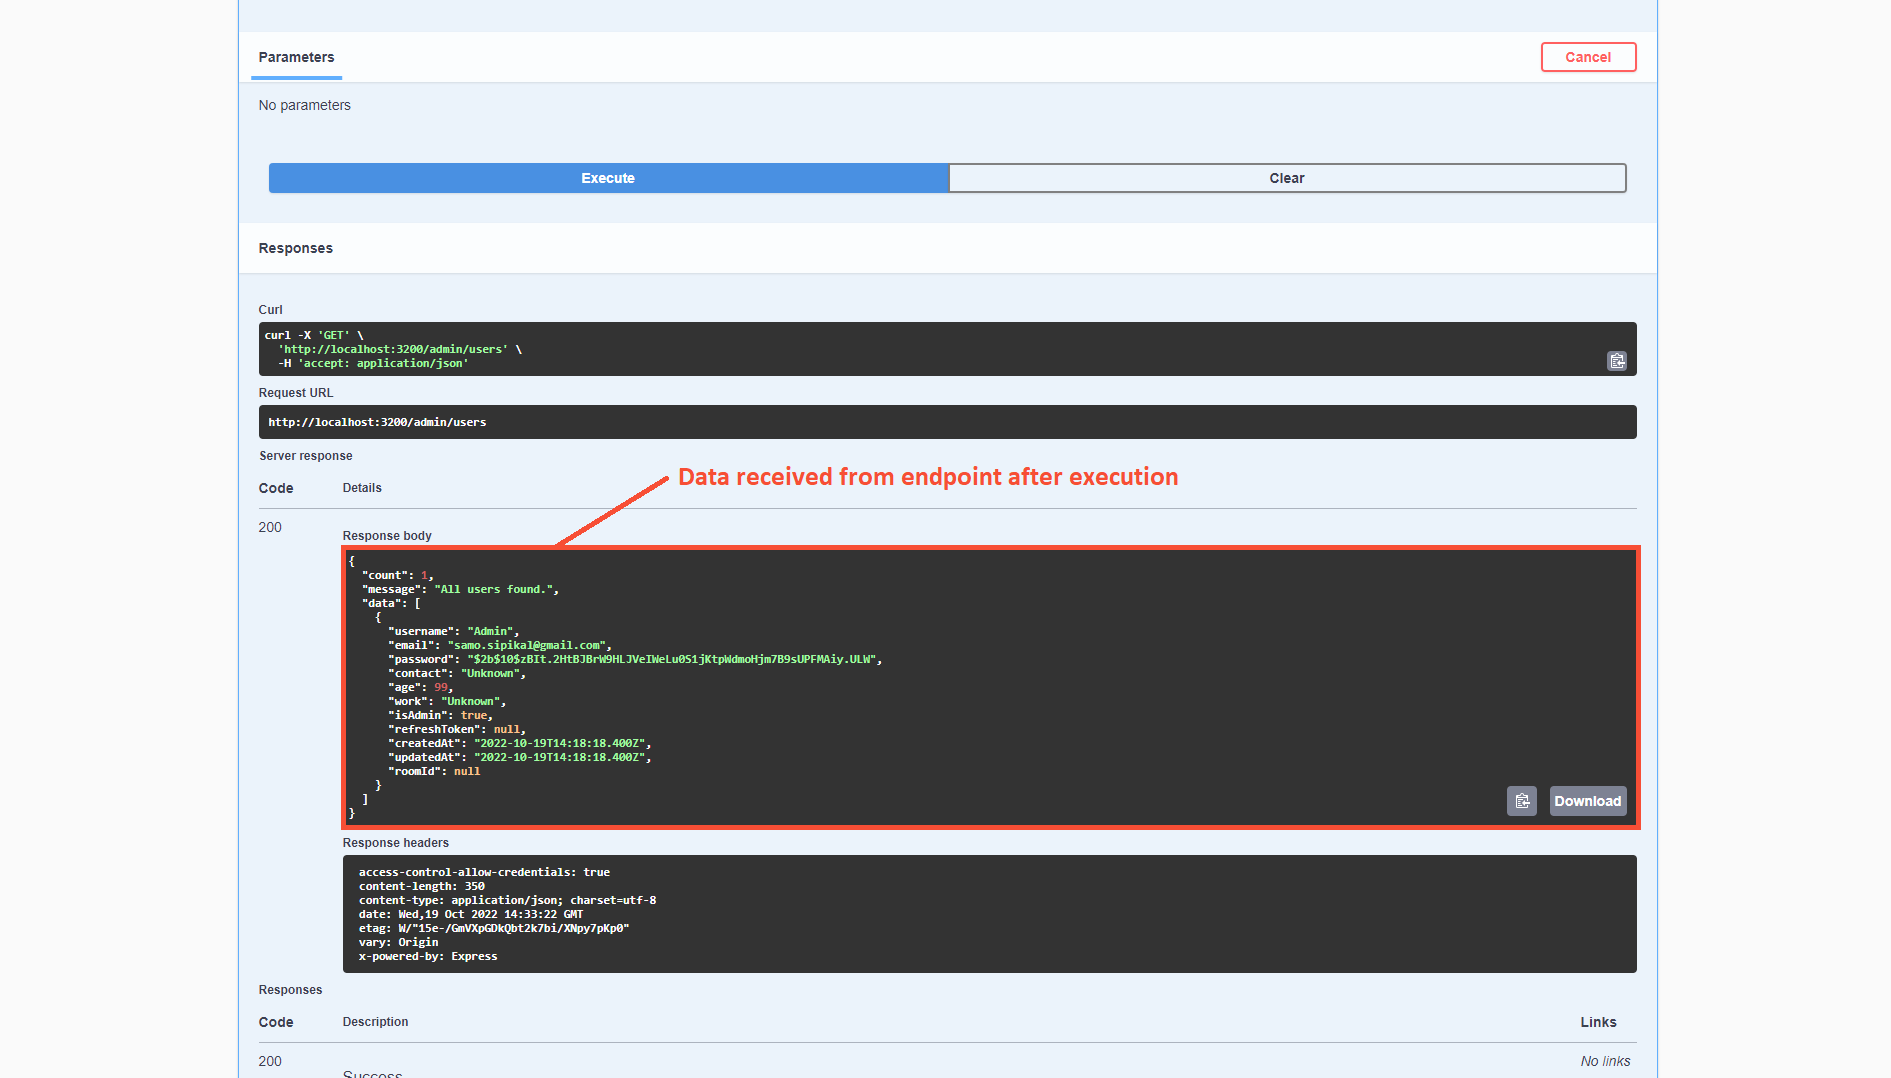 Parameters
Cancel
No parameters
Execute
Clear
Responses
Curl
curl -X 'GET' \
'http://localhost:3200/admin/users' \
-H 'accept: application/json'
Request URL
http://localhost:3200/admin/users
Server response
Data received from endpoint after execution
Code Details
200
Response body
{
"count": 1,
"message": "All users found.",
"data": [
{
"username": "Admin",
"email": "samo.sipikal@gmail.com",
"password": "$2b$10$zBIt.2HtBJBrW9HLJVeIWeLu0S1jKtpWdmoHjm7B9sUPFMAiy.ULW",
"contact": "Unknown",
"age": 99,
"work": "Unknown",
"isAdmin": true,
"refreshToken": null,
"createdAt": "2022-10-19T14:18:18.400Z",
"updatedAt": "2022-10-19T14:18:18.400Z",
"roomId": null
}
]
}
Download
Response headers
access-control-allow-credentials: true
content-length: 350
content-type: application/json; charset=utf-8
date: Wed,19 Oct 2022 14:33:22 GMT
etag: W/"15e-/GmVXpGDkQbt2k7bi/XNpy7pKp0"
vary: Origin
x-powered-by: Express
Responses
Code Description Links
200 No links
Success